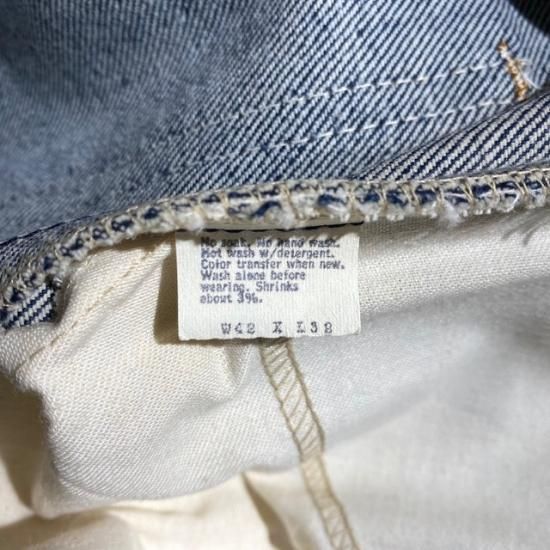 No soak. No hand wash.
Hot wash w/detergent.
Color transfer when new.
Wash alone before
wearing. Shrinks
about 3%.
W42 X L32